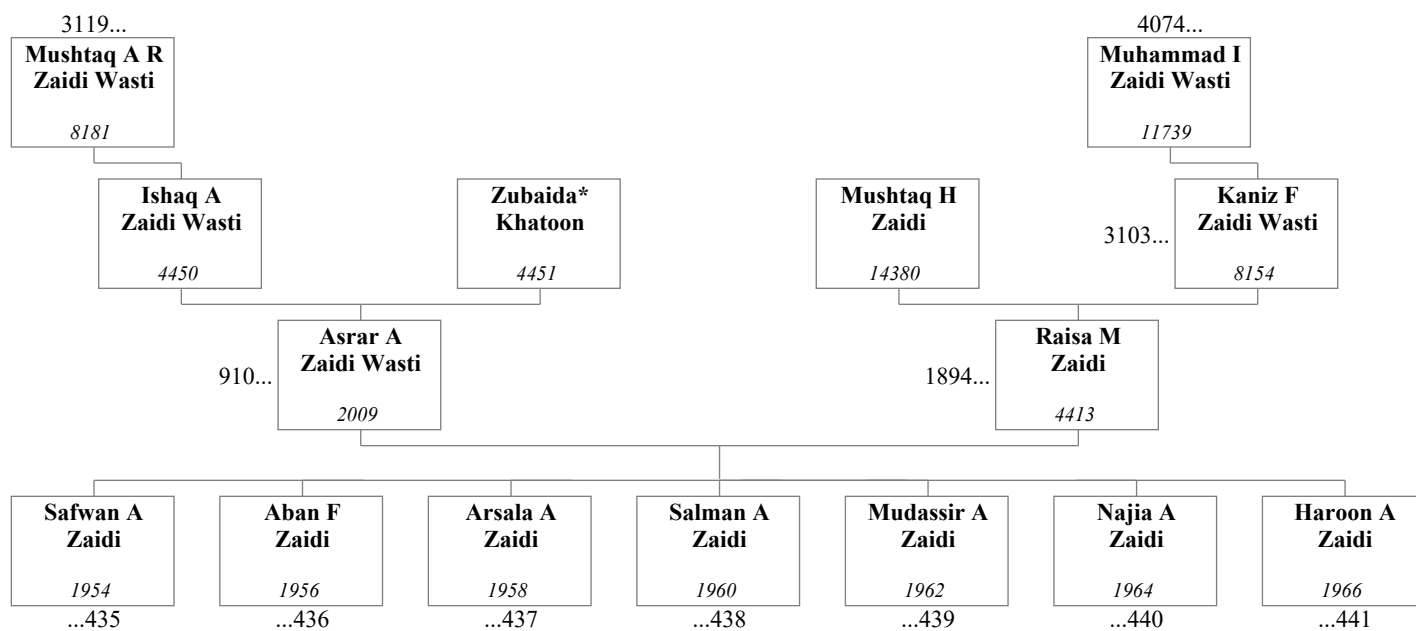 3119...
Mushtaq A R
Zaidi Wasti
8181
4074...
Muhammad I
Zaidi Wasti
11739
Ishaq A
Zaidi Wasti
4450
Zubaida*
Khatoon
4451
Mushtaq H
Zaidi
14380
3103...
Kaniz F
Zaidi Wasti
8154
910...
Asrar A
Zaidi Wasti
2009
1894...
Raisa M
Zaidi
4413
Safwan A
Zaidi
1954
...435
Aban F
Zaidi
1956
...436
Arsala A
Zaidi
1958
...437
Salman A
Zaidi
1960
...438
Mudassir A
Zaidi
1962
...439
Najia A
Zaidi
1964
...440
Haroon A
Zaidi
1966
...441